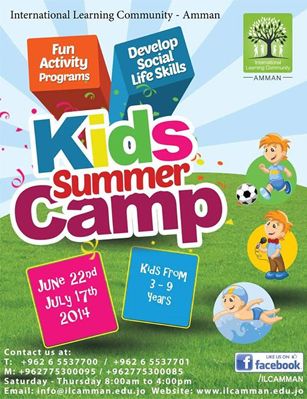 International Learning Community - Amman
Fun
Activity
Programs
Develop
Social
Life Skills
International
Learning Community
AMMAN
Kids
Summer
Camp
June 22nd
July 17th
2014
Kids From
3 - 9
Years
Contact us at:
T: +962 6 5537700 / +962 6 5537701
M: +962775300095 / +962775300085
Saturday - Thursday 8:00am to 4:00pm
Email: info@ilcamman.edu.jo Website: www.ilcamman.edu.jo
LIKE US ON
f facebook
/ILCAMMAN